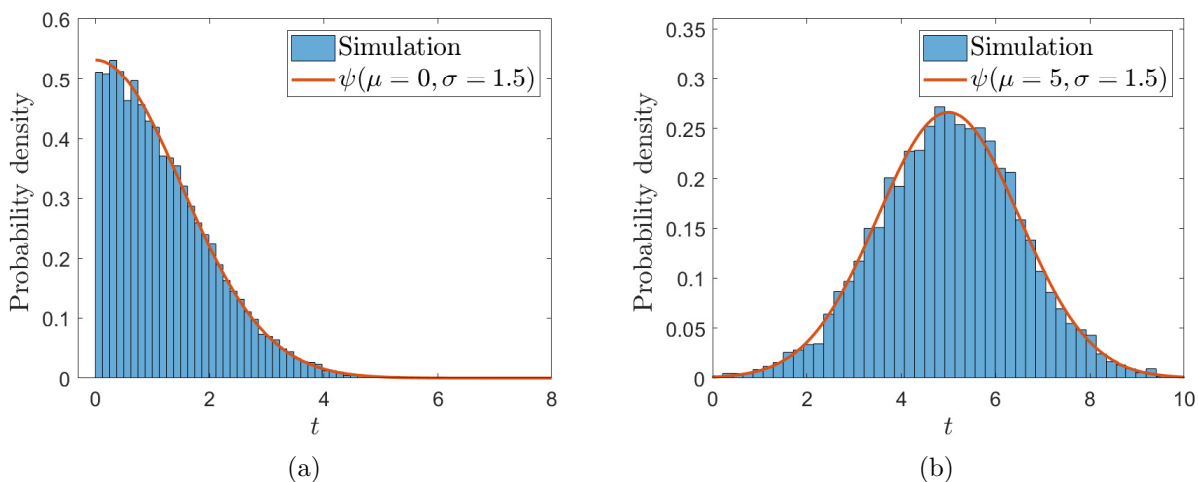 0.6
0.5
0.4
0.3
0.2
0.1
0
0 2 4 6 8
Probability density
t
Simulation
ψ(μ = 0, σ = 1.5)
(a)
0.35
0.3
0.25
0.2
0.15
0.1
0.05
0
0 2 4 6 8 10
Probability density
t
Simulation
ψ(μ = 5, σ = 1.5)
(b)